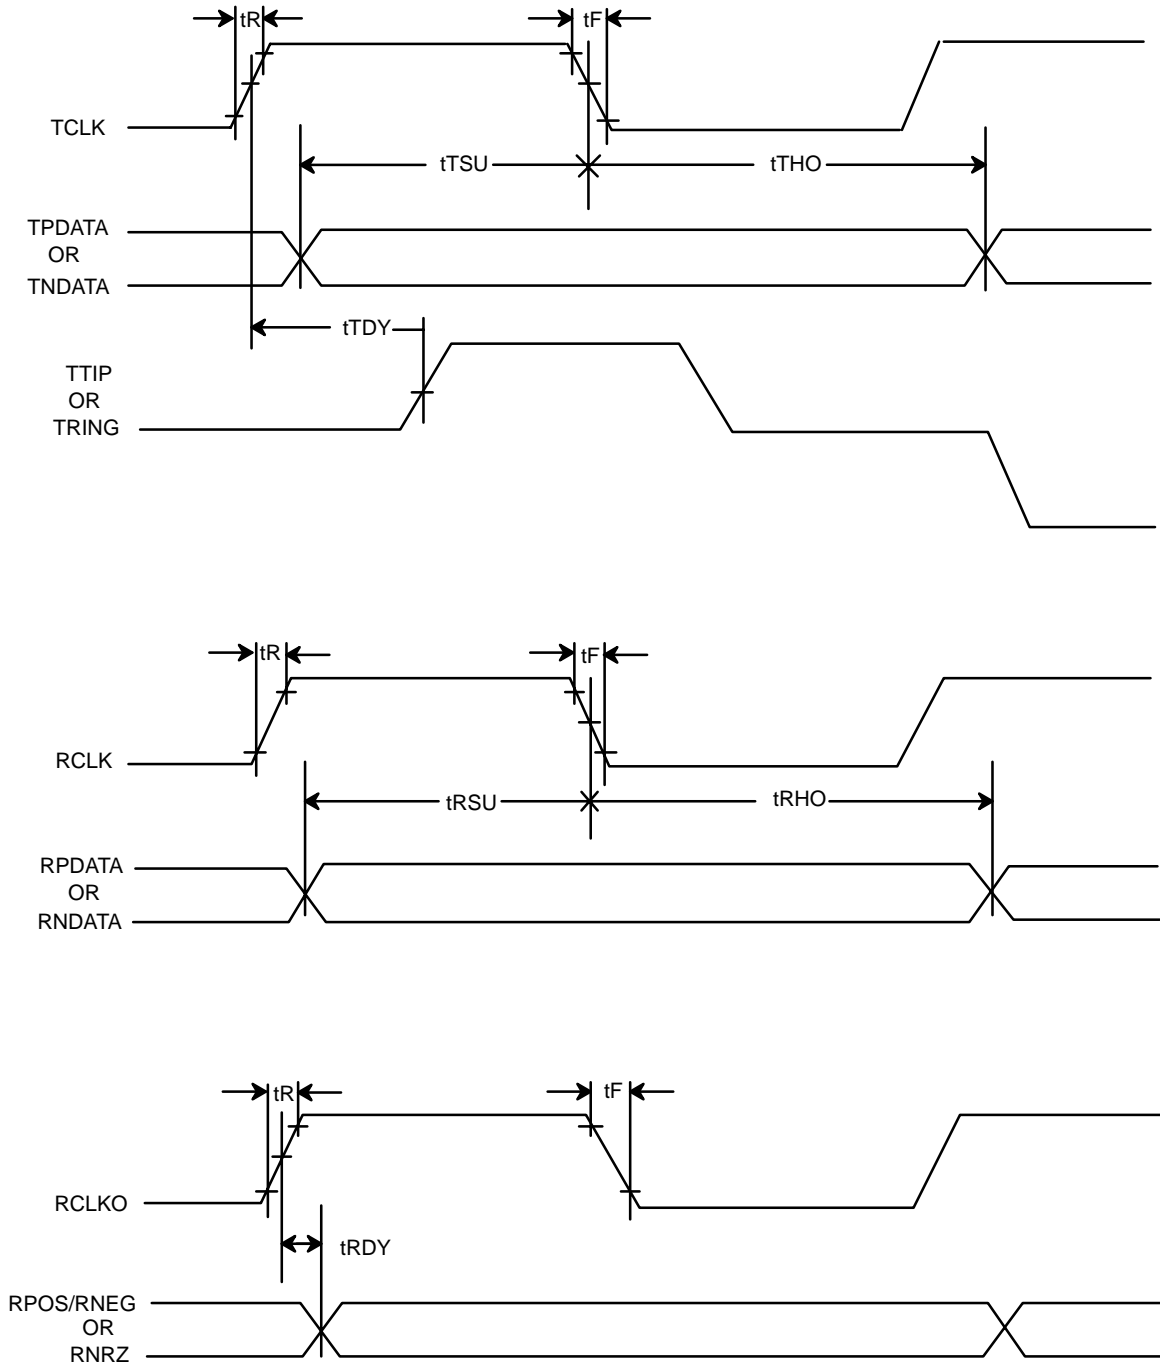 tR
tF
TCLK
tTSU
tTHO
TPDATA
OR
TNDATA
tTDY
TTIP
OR
TRING
tR
tF
RCLK
tRSU
tRHO
RPDATA
OR
RNDATA
tR
tF
RCLKO
tRDY
RPOS/RNEG
OR
RNRZ